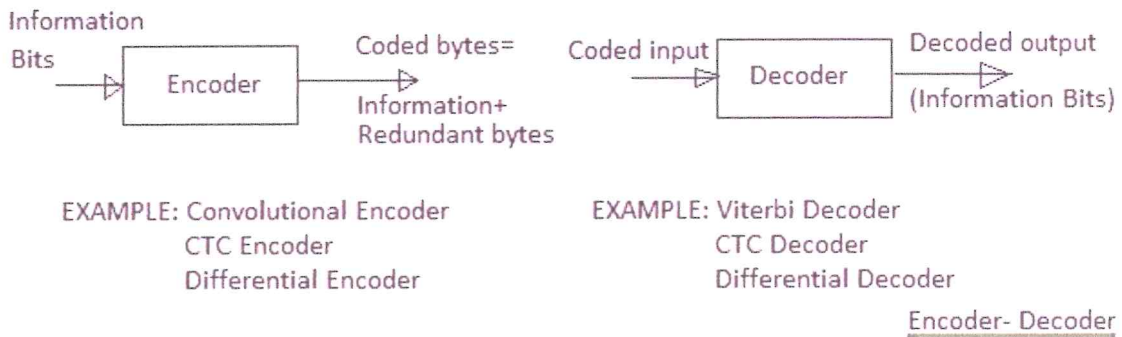 Information
Bits
Encoder
Coded bytes=
Information+
Redundant bytes
Coded input
Decoder
Decoded output
(Information Bits)
EXAMPLE: Convolutional Encoder
CTC Encoder
Differential Encoder
EXAMPLE: Viterbi Decoder
CTC Decoder
Differential Decoder
Encoder- Decoder